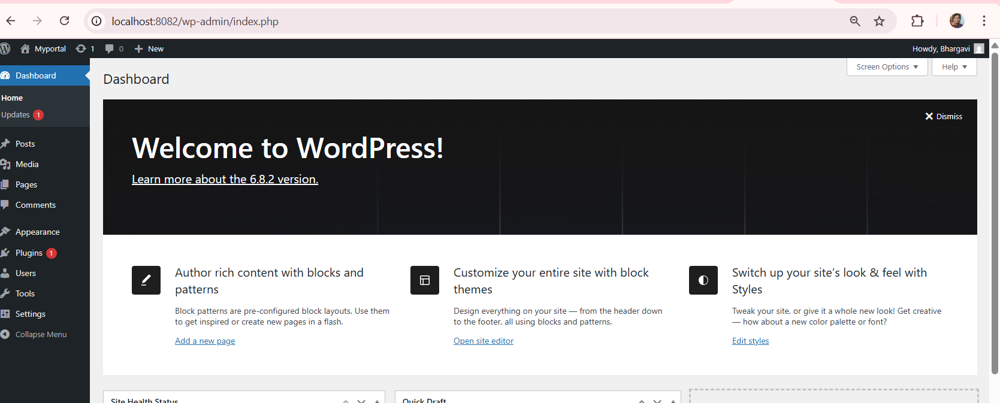 localhost:8082/wp-admin/index.php
Myportal 1 0 New Howdy, Bhargavi
Dashboard
Home
Updates 1
Posts
Media
Pages
Comments
Appearance
Plugins 1
Users
Tools
Settings
Collapse Menu
Screen Options Help
Dashboard
Dismiss
Welcome to WordPress!
Learn more about the 6.8.2 version.
Author rich content with blocks and
patterns
Block patterns are pre-configured block layouts. Use them
to get inspired or create new pages in a flash.
Add a new page
Customize your entire site with block
themes
Design everything on your site — from the header down
to the footer, all using blocks and patterns.
Open site editor
Switch up your site’s look & feel with
Styles
Tweak your site, or give it a whole new look! Get creative
— how about a new color palette or font?
Edit styles
Site Health Status
Quick Draft